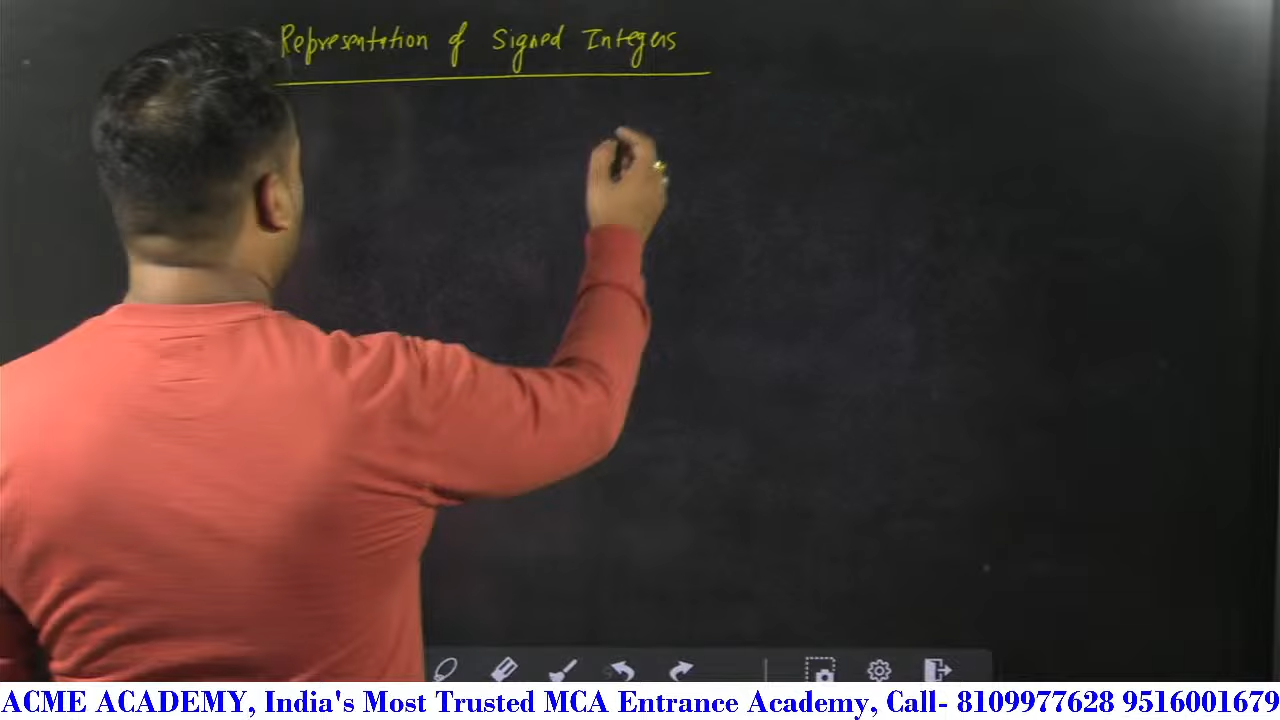 Representation of Signed Integers
ACME ACADEMY, India's Most Trusted MCA Entrance Academy, Call- 8109977628 9516001679